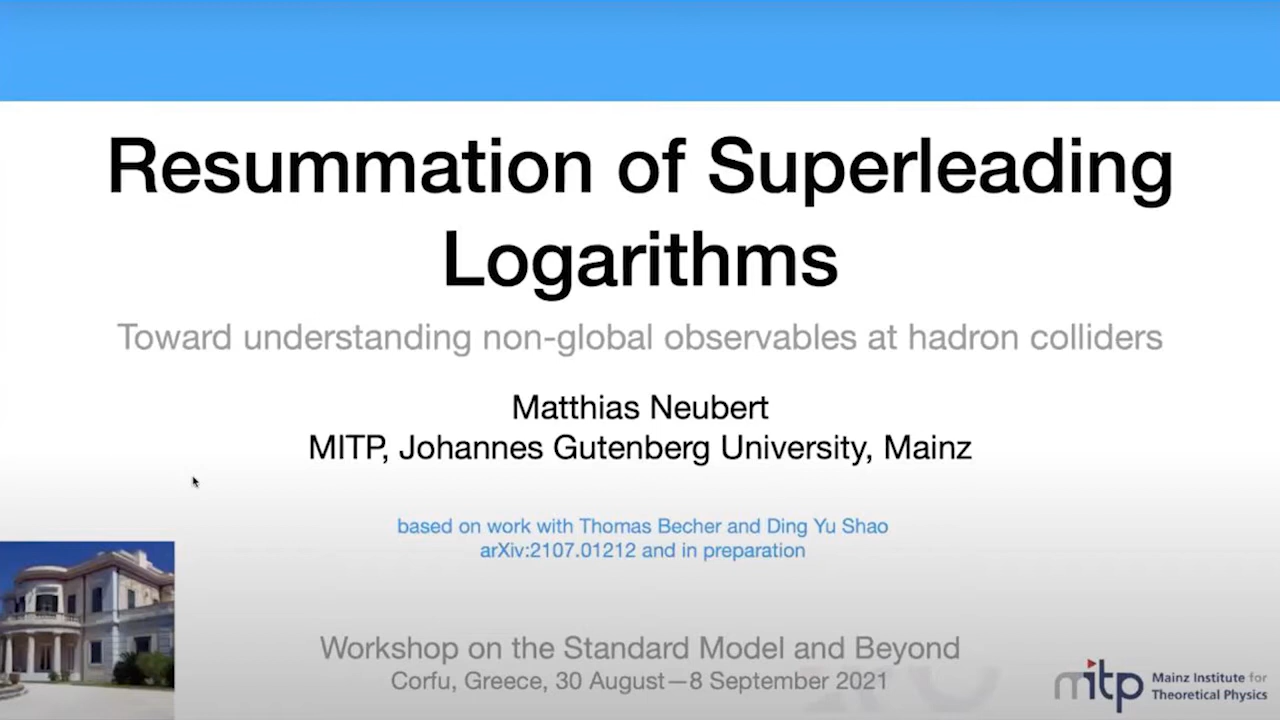 Resummation of Superleading
Logarithms
Toward understanding non-global observables at hadron colliders
Matthias Neubert
MITP, Johannes Gutenberg University, Mainz
based on work with Thomas Becher and Ding Yu Shao
arXiv:2107.01212 and in preparation
Workshop on the Standard Model and Beyond
Corfu, Greece, 30 August—8 September 2021
mitp
Mainz Institute for
Theoretical Physics